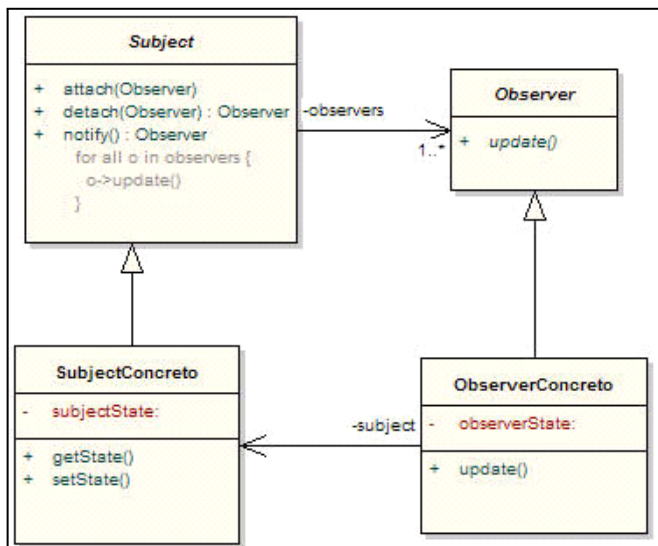 Subject
+ attach(Observer)
+ detach(Observer) : Observer
+ notify() : Observer
for all o in observers {
o->update()
}
-observers
1..*
Observer
+ update()
SubjectConcreto
- subjectState:
+ getState()
+ setState()
-subject
ObserverConcreto
- observerState:
+ update()